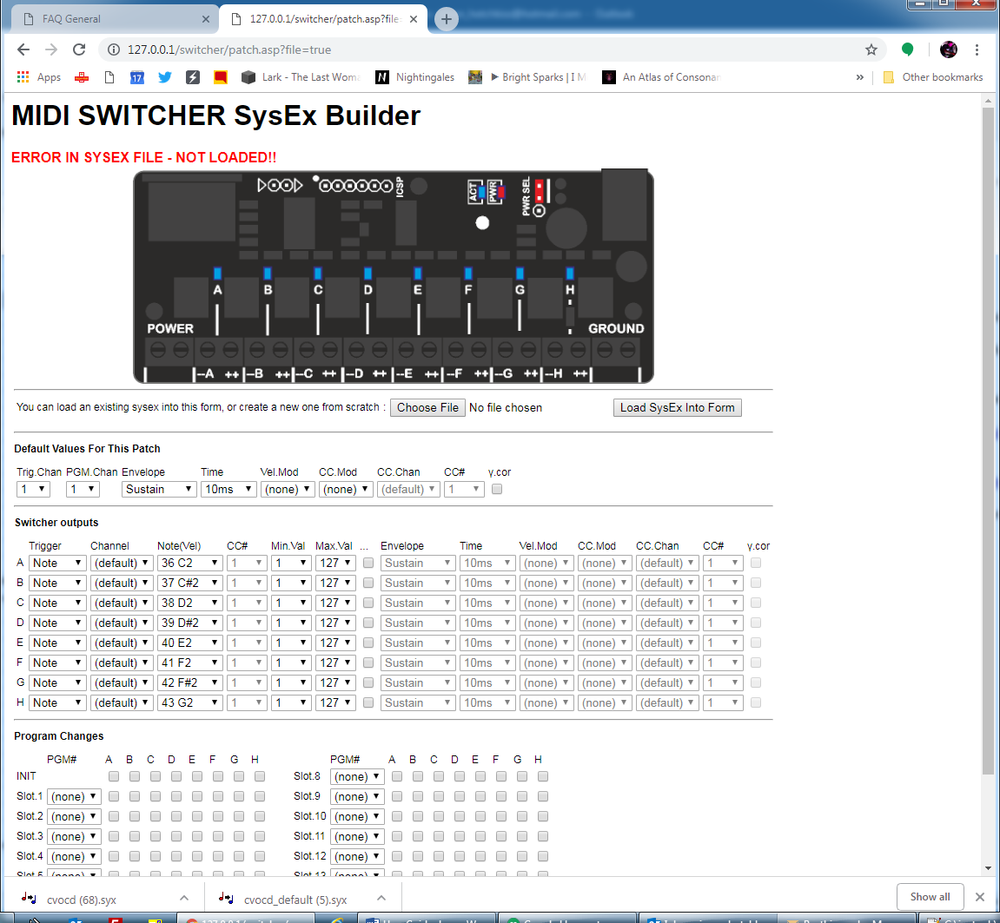 FAQ General
127.0.0.1/switcher/patch.asp?file=
127.0.0.1/switcher/patch.asp?file=true
Apps 17 Lark - The Last Woma N Nightingales Bright Sparks | I M An Atlas of Consonan » Other bookmarks
MIDI SWITCHER SysEx Builder
ERROR IN SYSEX FILE - NOT LOADED!!
ICSP ACT PWR PWR SEL
A B C D E F G H
POWER GROUND
--A ++ --B ++ --C ++ --D ++ --E ++ --F ++ --G ++ --H ++
You can load an existing sysex into this form, or create a new one from scratch : Choose File No file chosen Load SysEx Into Form
Default Values For This Patch
Trig.Chan PGM.Chan Envelope Time Vel.Mod CC.Mod CC.Chan CC# γ.cor
1 1 Sustain 10ms (none) (none) (default) 1
Switcher outputs
Trigger Channel Note(Vel) CC# Min.Val Max.Val ... Envelope Time Vel.Mod CC.Mod CC.Chan CC# γ.cor
A Note (default) 36 C2 1 1 127 Sustain 10ms (none) (none) (default) 1
B Note (default) 37 C#2 1 1 127 Sustain 10ms (none) (none) (default) 1
C Note (default) 38 D2 1 1 127 Sustain 10ms (none) (none) (default) 1
D Note (default) 39 D#2 1 1 127 Sustain 10ms (none) (none) (default) 1
E Note (default) 40 E2 1 1 127 Sustain 10ms (none) (none) (default) 1
F Note (default) 41 F2 1 1 127 Sustain 10ms (none) (none) (default) 1
G Note (default) 42 F#2 1 1 127 Sustain 10ms (none) (none) (default) 1
H Note (default) 43 G2 1 1 127 Sustain 10ms (none) (none) (default) 1
Program Changes
PGM# A B C D E F G H PGM# A B C D E F G H
INIT Slot.8 (none)
Slot.1 (none) Slot.9 (none)
Slot.2 (none) Slot.10 (none)
Slot.3 (none) Slot.11 (none)
Slot.4 (none) Slot.12 (none)
Slot.5 (none) Slot.13 (none)
cvocd (68).syx cvocd_default (5).syx Show all